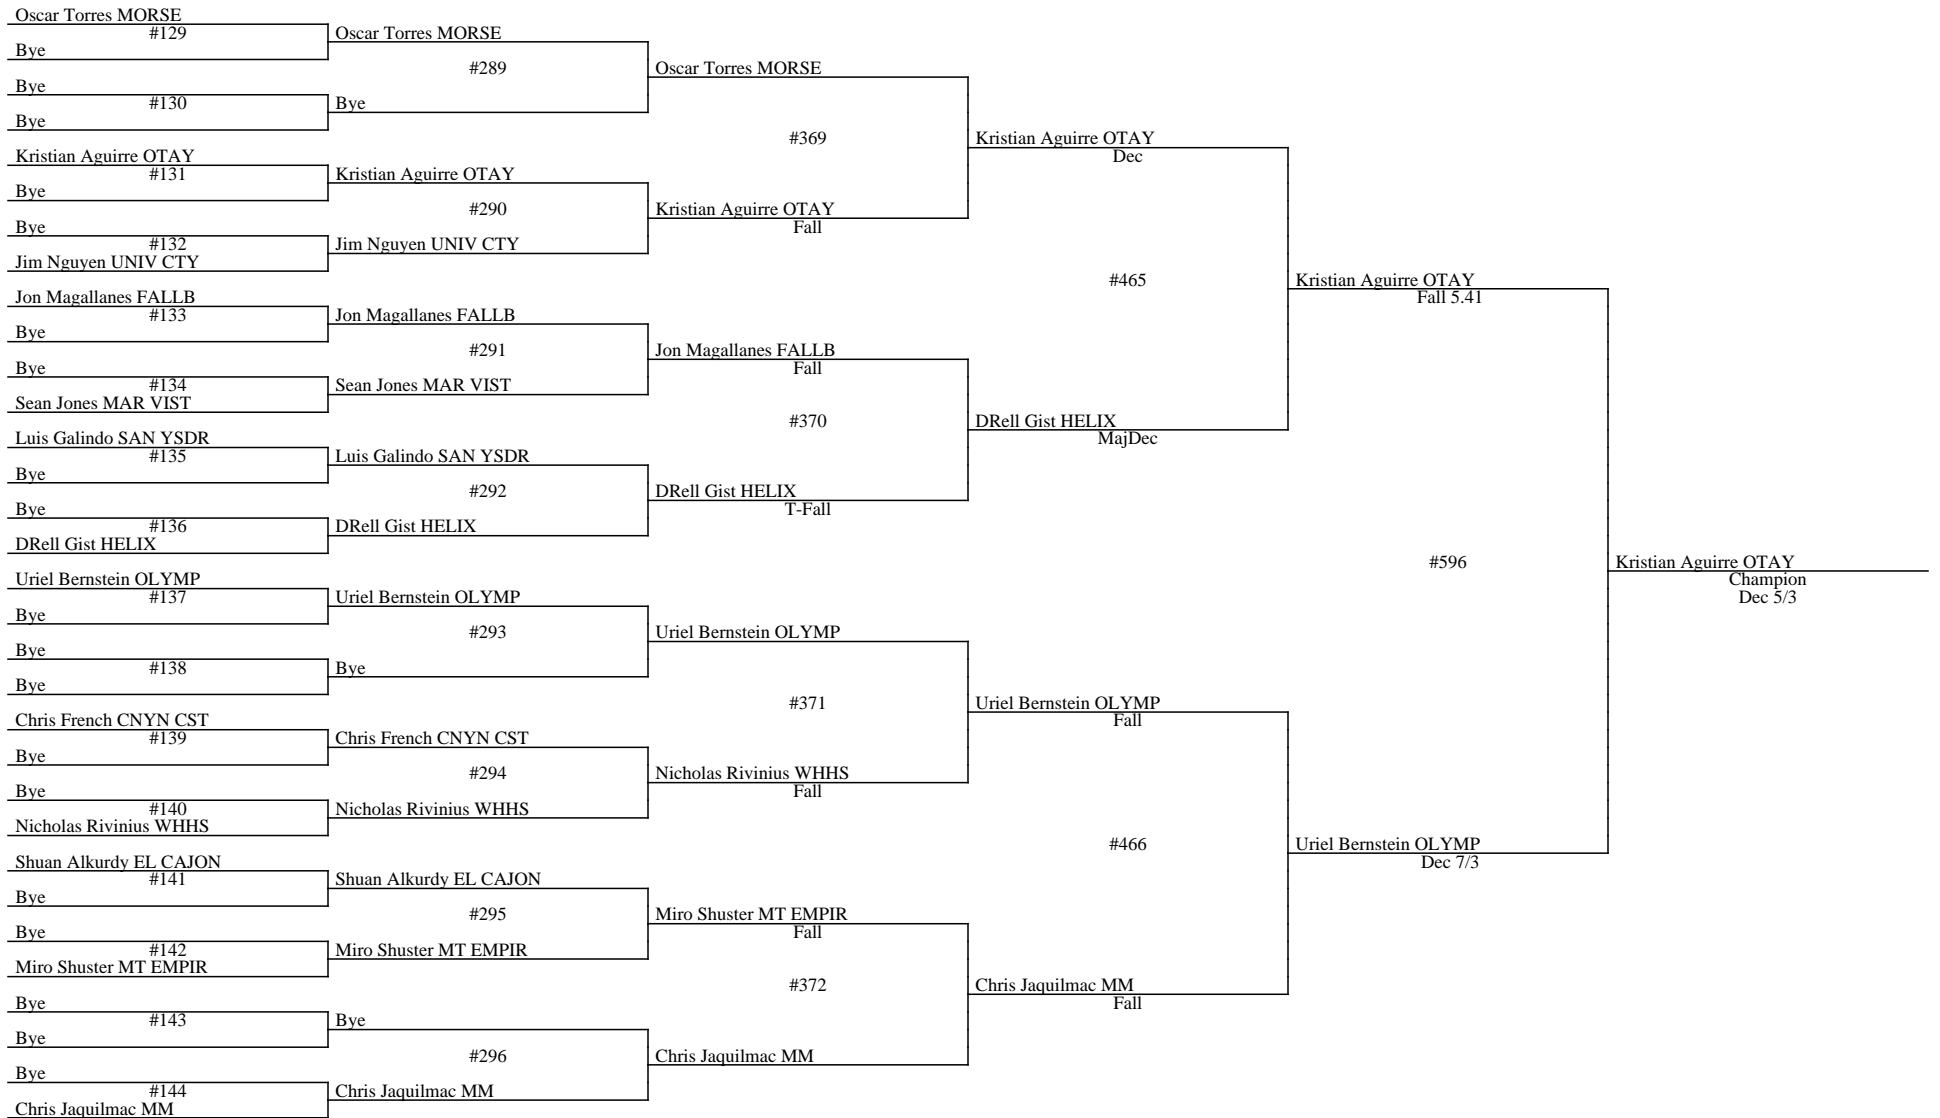 Oscar Torres MORSE
#129
Bye
Bye
#130
Bye
Kristian Aguirre OTAY
#131
Bye
Bye
#132
Jim Nguyen UNIV CTY
Jon Magallanes FALLB
#133
Bye
Bye
#134
Sean Jones MAR VIST
Luis Galindo SAN YSDR
#135
Bye
Bye
#136
DRell Gist HELIX
Uriel Bernstein OLYMP
#137
Bye
Bye
#138
Bye
Chris French CNYN CST
#139
Bye
Bye
#140
Nicholas Rivinius WHHS
Shuan Alkurdy EL CAJON
#141
Bye
Bye
#142
Miro Shuster MT EMPIR
Bye
#143
Bye
Bye
#144
Chris Jaquilmac MM
Oscar Torres MORSE
#289
Bye
Kristian Aguirre OTAY
#290
Jim Nguyen UNIV CTY
Jon Magallanes FALLB
#291
Sean Jones MAR VIST
Luis Galindo SAN YSDR
#292
DRell Gist HELIX
Uriel Bernstein OLYMP
#293
Bye
Chris French CNYN CST
#294
Nicholas Rivinius WHHS
Shuan Alkurdy EL CAJON
#295
Miro Shuster MT EMPIR
Bye
#296
Chris Jaquilmac MM
Oscar Torres MORSE
#369
Kristian Aguirre OTAY
Fall
Jon Magallanes FALLB
Fall
#370
DRell Gist HELIX
T-Fall
Uriel Bernstein OLYMP
#371
Nicholas Rivinius WHHS
Fall
Miro Shuster MT EMPIR
Fall
#372
Chris Jaquilmac MM
Kristian Aguirre OTAY
Dec
#465
DRell Gist HELIX
MajDec
Uriel Bernstein OLYMP
Fall
#466
Chris Jaquilmac MM
Fall
Kristian Aguirre OTAY
Fall 5.41
#596
Uriel Bernstein OLYMP
Dec 7/3
Kristian Aguirre OTAY
Champion
Dec 5/3